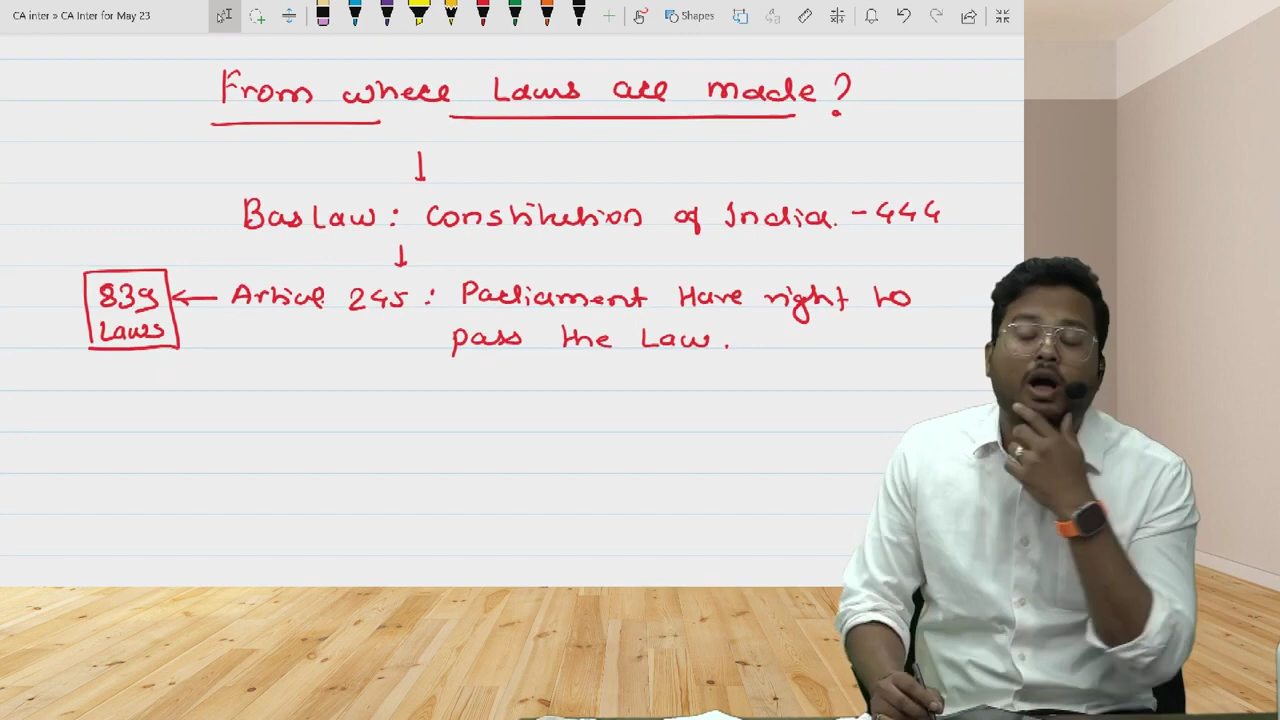 CA inter » CA Inter for May 23
Shapes
From where Laws are made?
↓
Bas Law: Constitution of India. - 444
↓
839 Laws ← Article 245: Parliament Have right to
pass the Law.